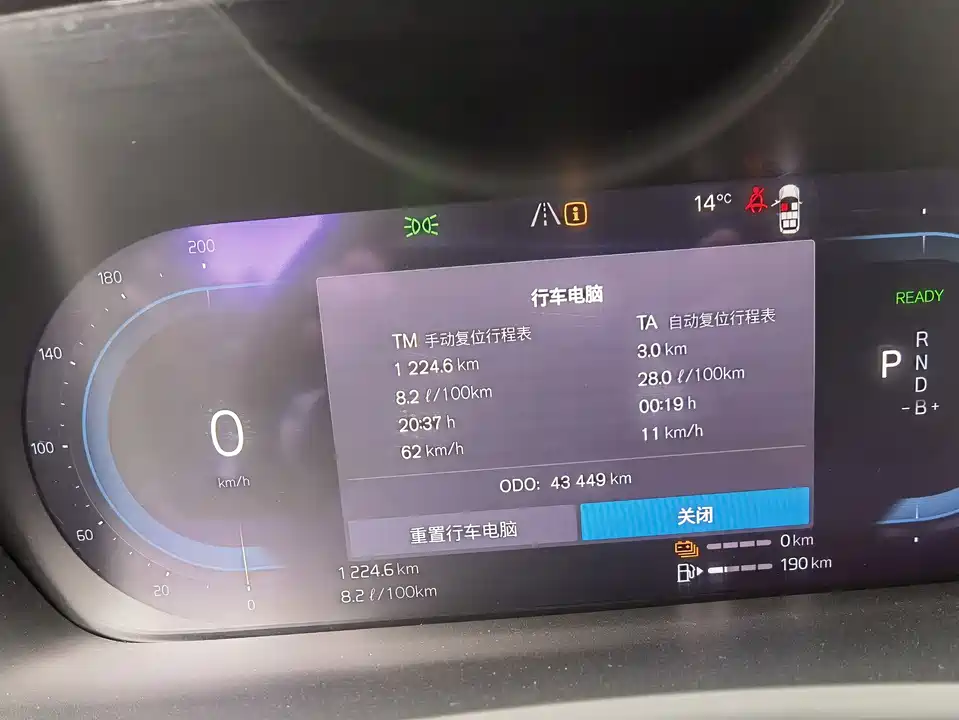 14°C
200
180
140
100
60
20
0
0
km/h
行车电脑
TM 手动复位行程表
1 224.6 km
8.2 ℓ/100km
20:37 h
62 km/h
TA 自动复位行程表
3.0 km
28.0 ℓ/100km
00:19 h
11 km/h
ODO: 43 449 km
重置行车电脑
关闭
1 224.6 km
8.2 ℓ/100km
0 km
190 km
READY
P
R
N
D
- B +